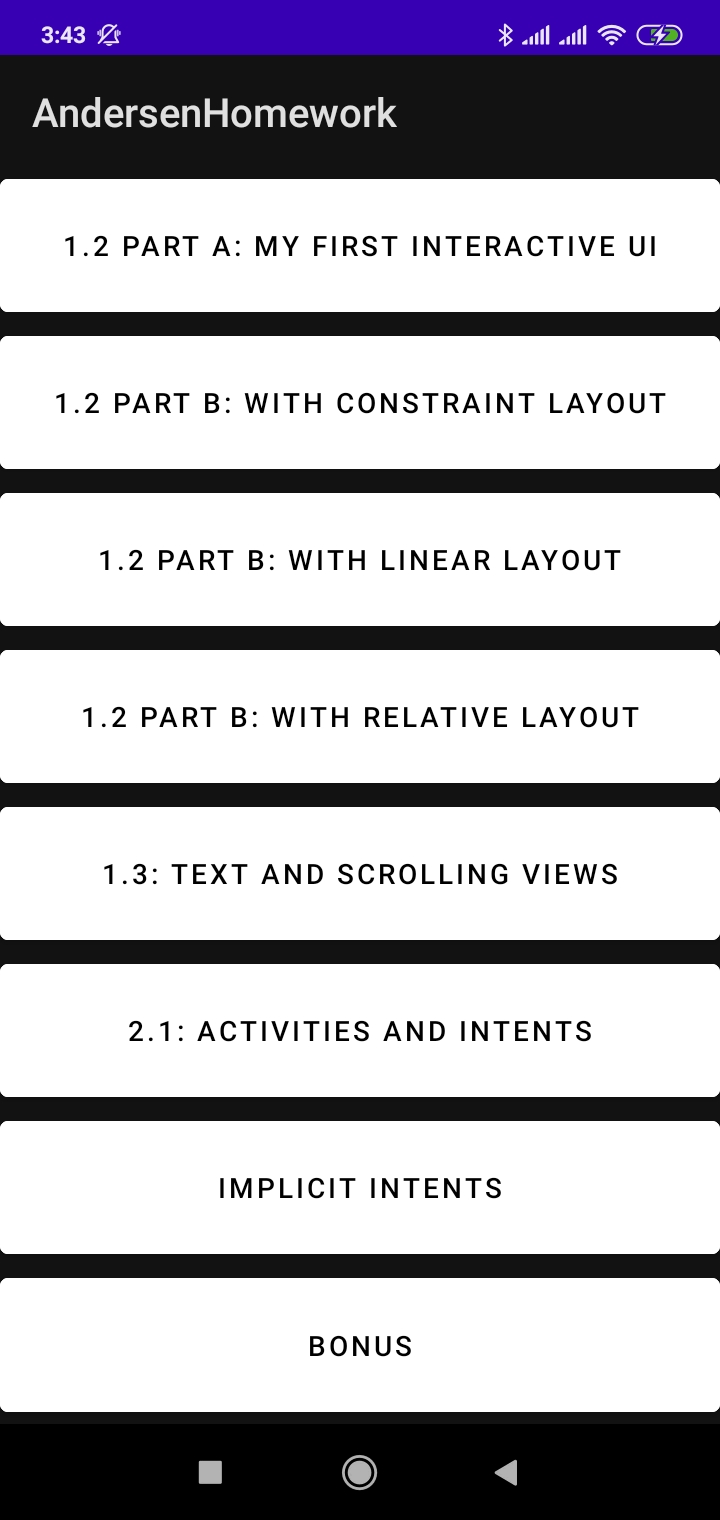 3:43
AndersenHomework
1.2 PART A: MY FIRST INTERACTIVE UI
1.2 PART B: WITH CONSTRAINT LAYOUT
1.2 PART B: WITH LINEAR LAYOUT
1.2 PART B: WITH RELATIVE LAYOUT
1.3: TEXT AND SCROLLING VIEWS
2.1: ACTIVITIES AND INTENTS
IMPLICIT INTENTS
BONUS